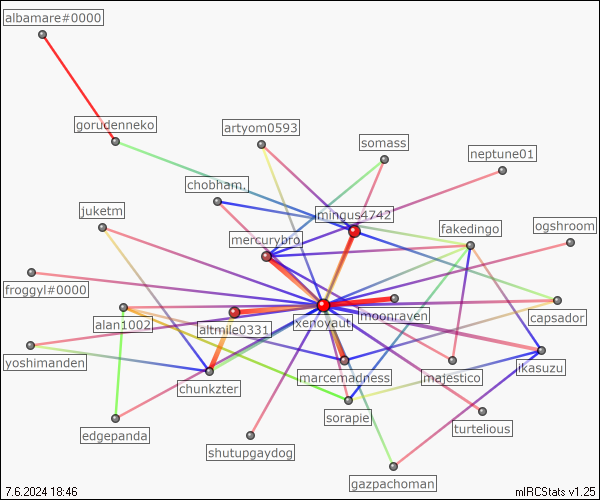 albamare#0000
gorudenneko
artyom0593
somass
neptune01
chobham.
juketm
mingus4742
mercurybro
fakedingo
ogshroom
froggyl#0000
alan1002
altmile0331
xenoyaut
moonraven
capsador
yoshimanden
chunkzter
marcemadness
majestico
ikasuzu
edgepanda
sorapie
turtelious
shutupgaydog
gazpachoman
7.6.2024 18:46
mIRCStats v1.25